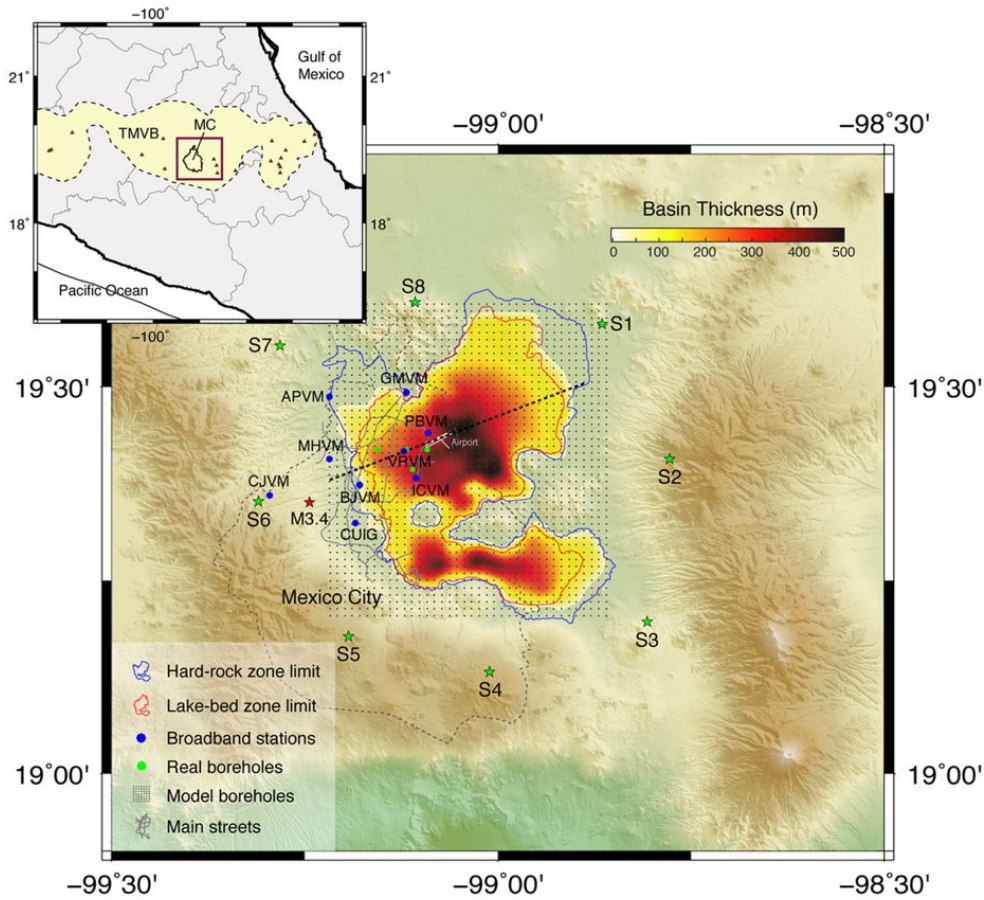 −100˚
Gulf of
Mexico
21˚
21˚
MC
TMVB
18˚
18˚
Pacific Ocean
−100˚
−99°00'
−98°30'
Basin Thickness (m)
0 100 200 300 400 500
S8
S1
S7
19°30'
19°30'
GMVM
APVM
PBVM
Airport
MHVM
VRVM
S2
CJVM
ICVM
BJVM
S6
M3.4
CUIG
Mexico City
S3
S5
S4
Hard-rock zone limit
Lake-bed zone limit
Broadband stations
Real boreholes
Model boreholes
Main streets
19°00'
19°00'
−99°30'
−99°00'
−98°30'